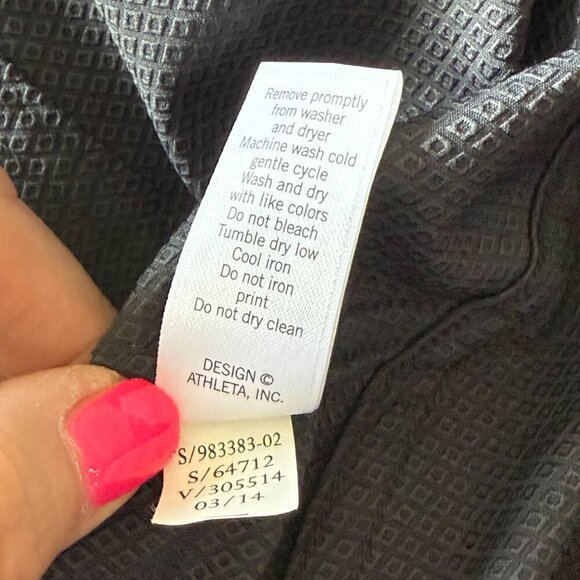 Remove promptly
from washer
and dryer
Machine wash cold
gentle cycle
Wash and dry
with like colors
Do not bleach
Tumble dry low
Cool iron
Do not iron
print
Do not dry clean
DESIGN ©
ATHLETA, INC.
S/983383-02
S/64712
V/305514
03/14